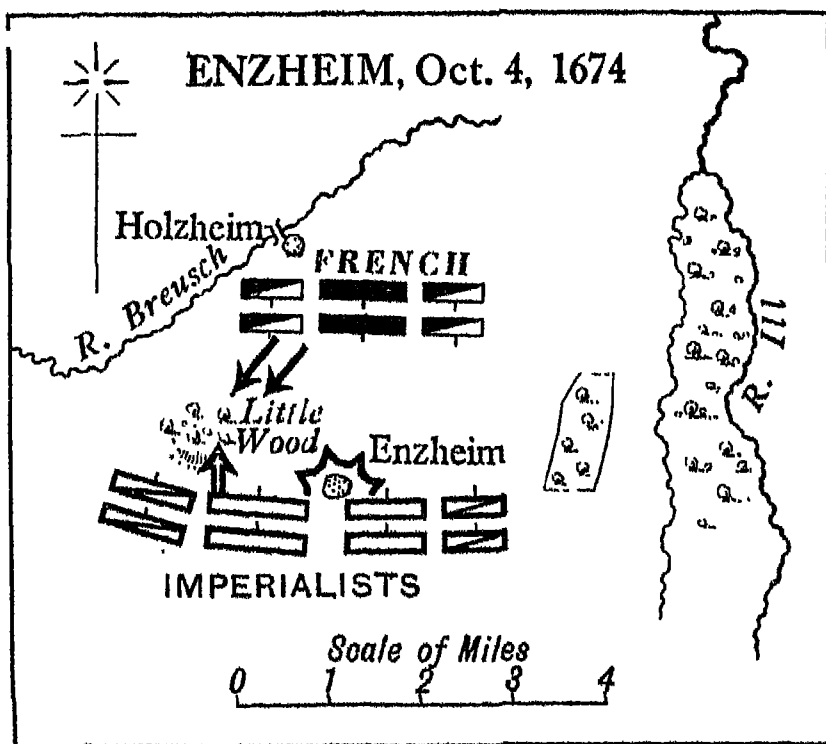 ENZHEIM, Oct. 4, 1674
Holzheim
FRENCH
R. Breusch
R. Ill
Little
Wood
Enzheim
IMPERIALISTS
Scale of Miles
0 1 2 3 4